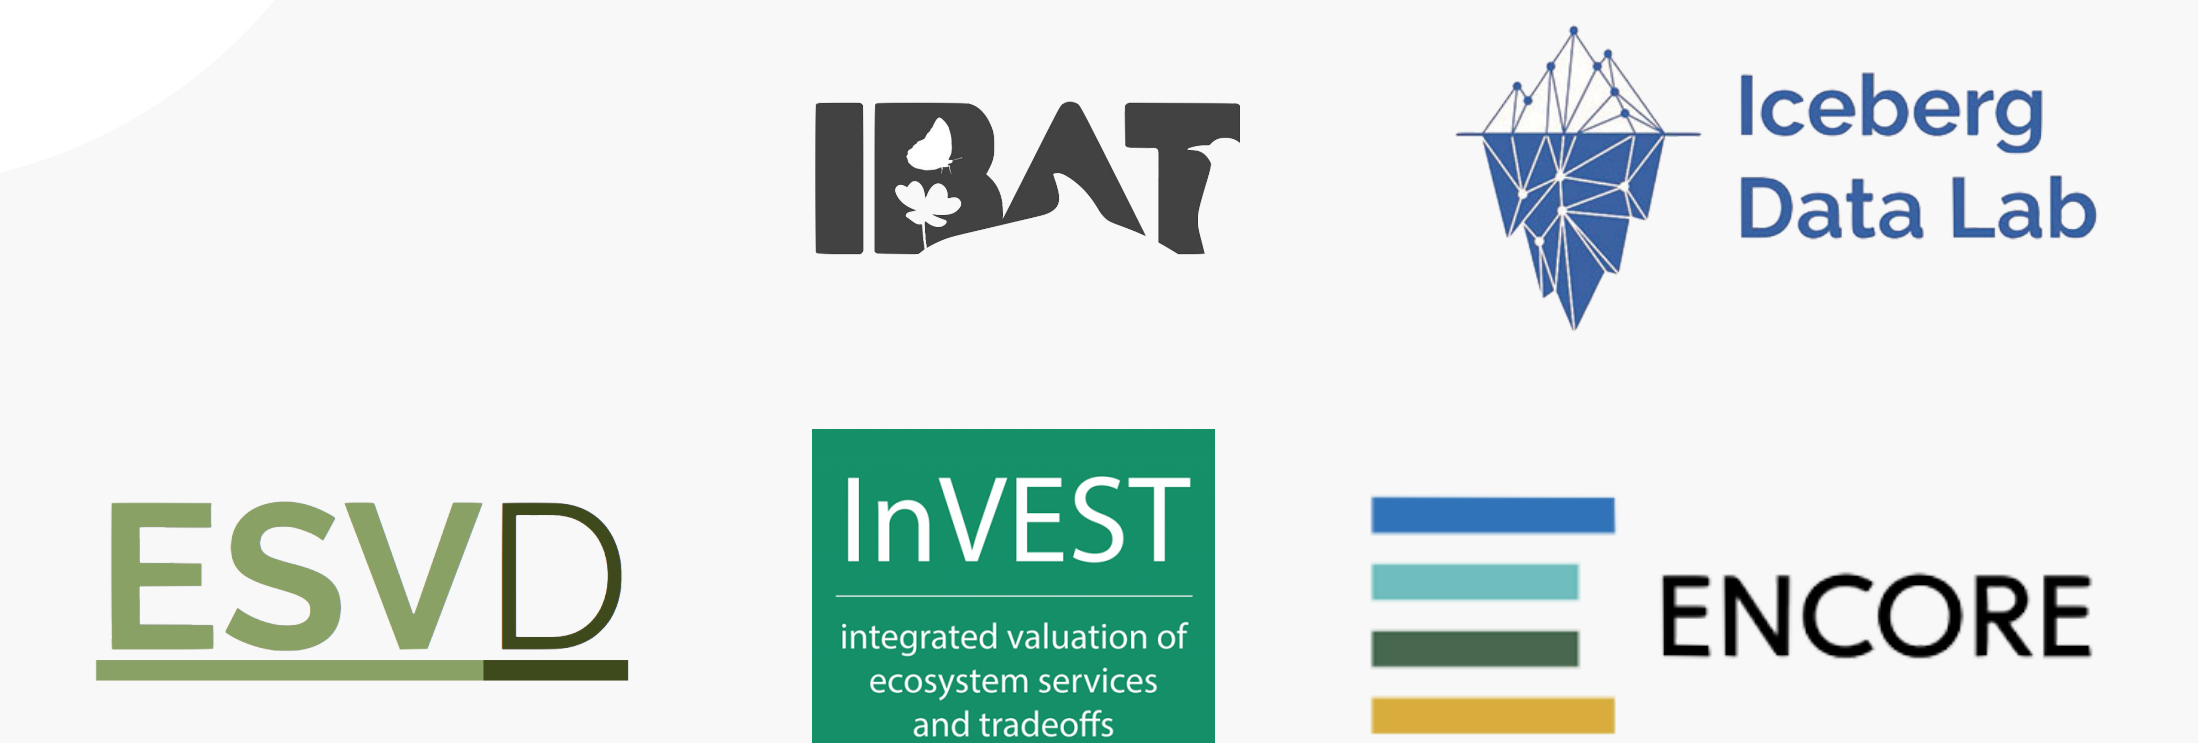 IBAT
Iceberg
Data Lab
ESVD
InVEST
integrated valuation of
ecosystem services
and tradeoffs
ENCORE